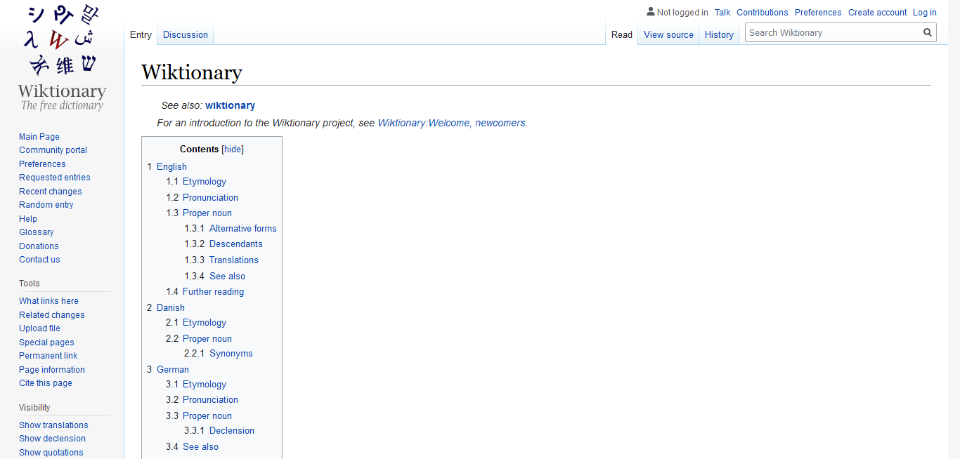 Not logged in Talk Contributions Preferences Create account Log in
Entry Discussion Read View source History Search Wiktionary
シ や 말
λ W ش
维 ש
Wiktionary
The free dictionary
Main Page
Community portal
Preferences
Requested entries
Recent changes
Random entry
Help
Glossary
Donations
Contact us
Tools
What links here
Related changes
Upload file
Special pages
Permanent link
Page information
Cite this page
Visibility
Show translations
Show declension
Show quotations
Wiktionary
See also: wiktionary
For an introduction to the Wiktionary project, see Wiktionary:Welcome, newcomers.
Contents [hide]
1 English
1.1 Etymology
1.2 Pronunciation
1.3 Proper noun
1.3.1 Alternative forms
1.3.2 Descendants
1.3.3 Translations
1.3.4 See also
1.4 Further reading
2 Danish
2.1 Etymology
2.2 Proper noun
2.2.1 Synonyms
3 German
3.1 Etymology
3.2 Pronunciation
3.3 Proper noun
3.3.1 Declension
3.4 See also